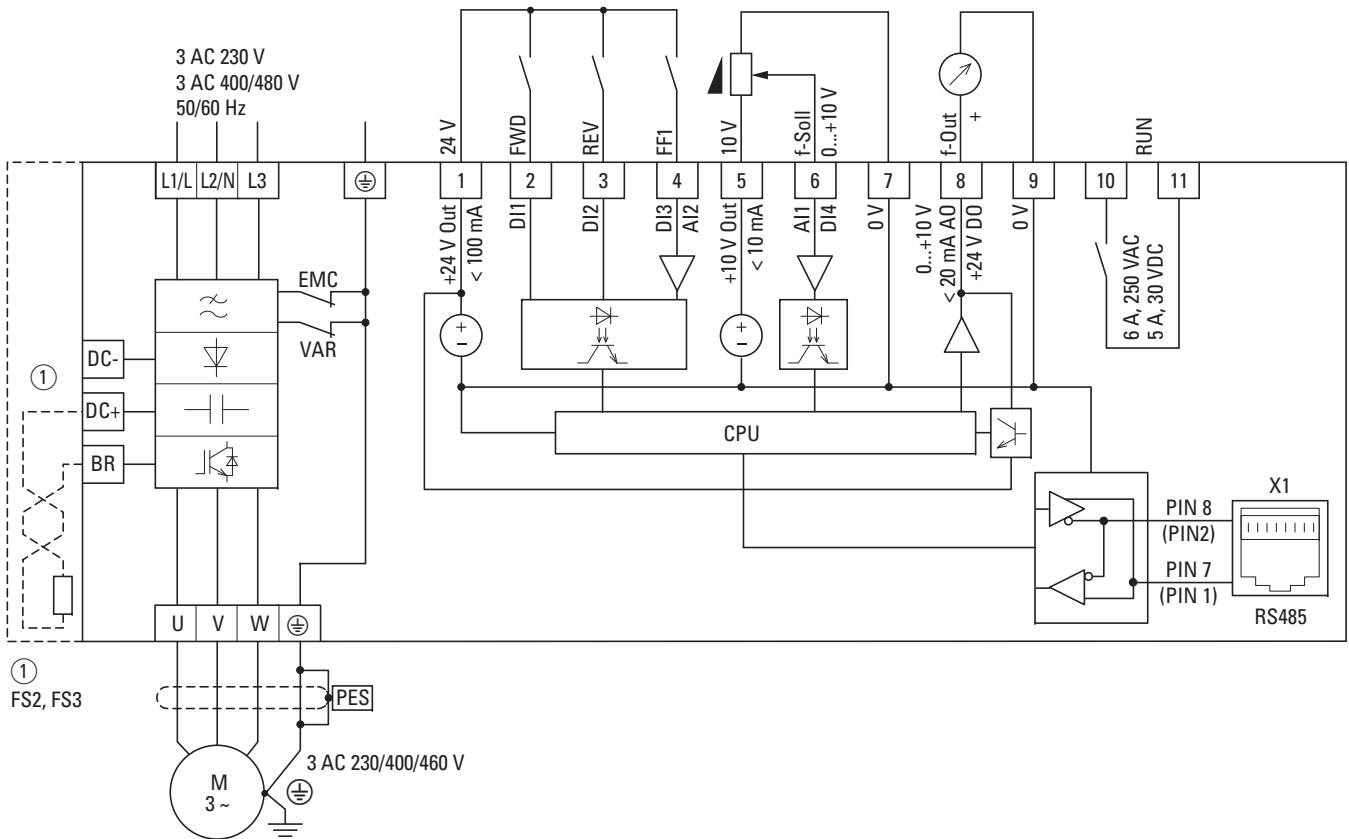 3 AC 230 V
3 AC 400/480 V
50/60 Hz
24 V
FWD
REV
FF1
10 V
f-Soll
0...+10 V
f-Out
+
RUN
L1/L
L2/N
L3
1
2
3
4
5
6
7
8
9
10
11
+24 V Out
< 100 mA
DI1
DI2
DI3
AI2
+10 V Out
< 10 mA
AI1
DI4
0 V
0...+10 V
< 20 mA AO
+24 V DO
0 V
6 A, 250 VAC
5 A, 30 VDC
EMC
VAR
+
-
+
-
DC-
1
DC+
BR
CPU
X1
PIN 8
(PIN2)
PIN 7
(PIN 1)
RS485
U
V
W
1
FS2, FS3
PES
3 AC 230/400/460 V
M
3 ~